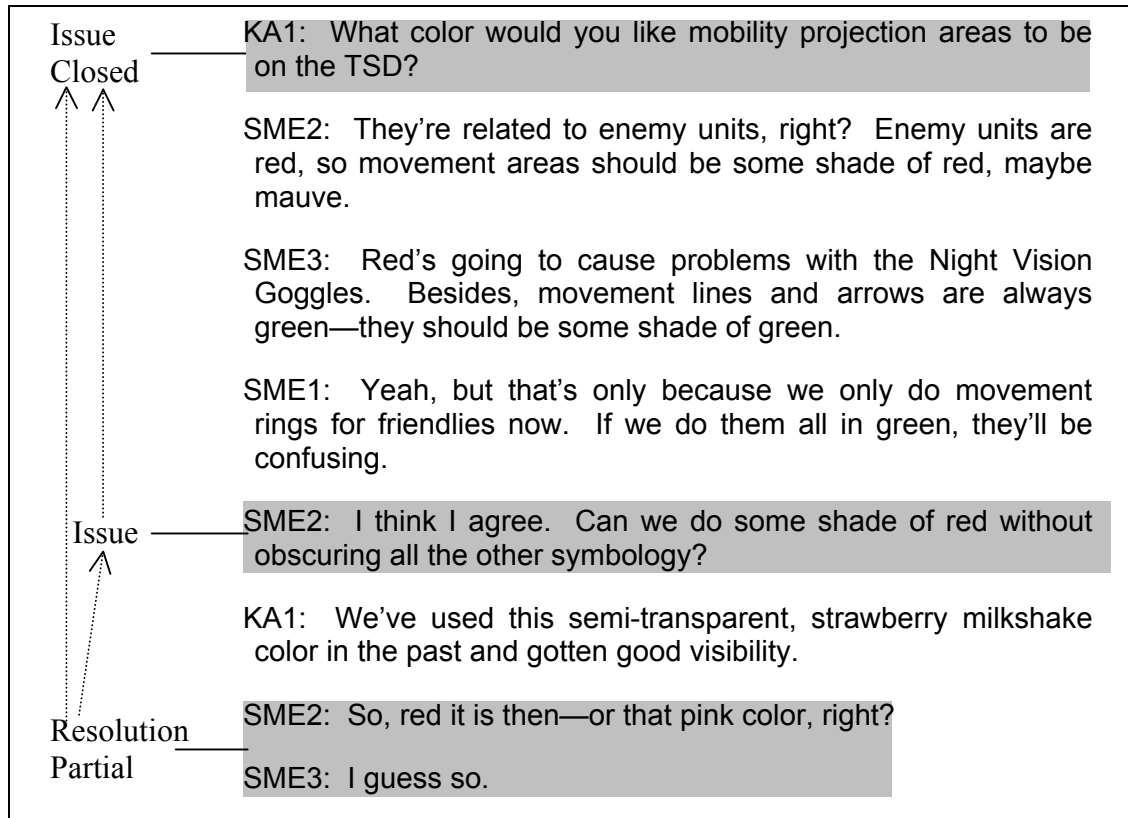 Issue
Closed
KA1: What color would you like mobility projection areas to be
on the TSD?
SME2: They're related to enemy units, right? Enemy units are
red, so movement areas should be some shade of red, maybe
mauve.
SME3: Red's going to cause problems with the Night Vision
Goggles. Besides, movement lines and arrows are always
green—they should be some shade of green.
SME1: Yeah, but that's only because we only do movement
rings for friendlies now. If we do them all in green, they'll be
confusing.
Issue
SME2: I think I agree. Can we do some shade of red without
obscuring all the other symbology?
KA1: We've used this semi-transparent, strawberry milkshake
color in the past and gotten good visibility.
Resolution
Partial
SME2: So, red it is then—or that pink color, right?
SME3: I guess so.